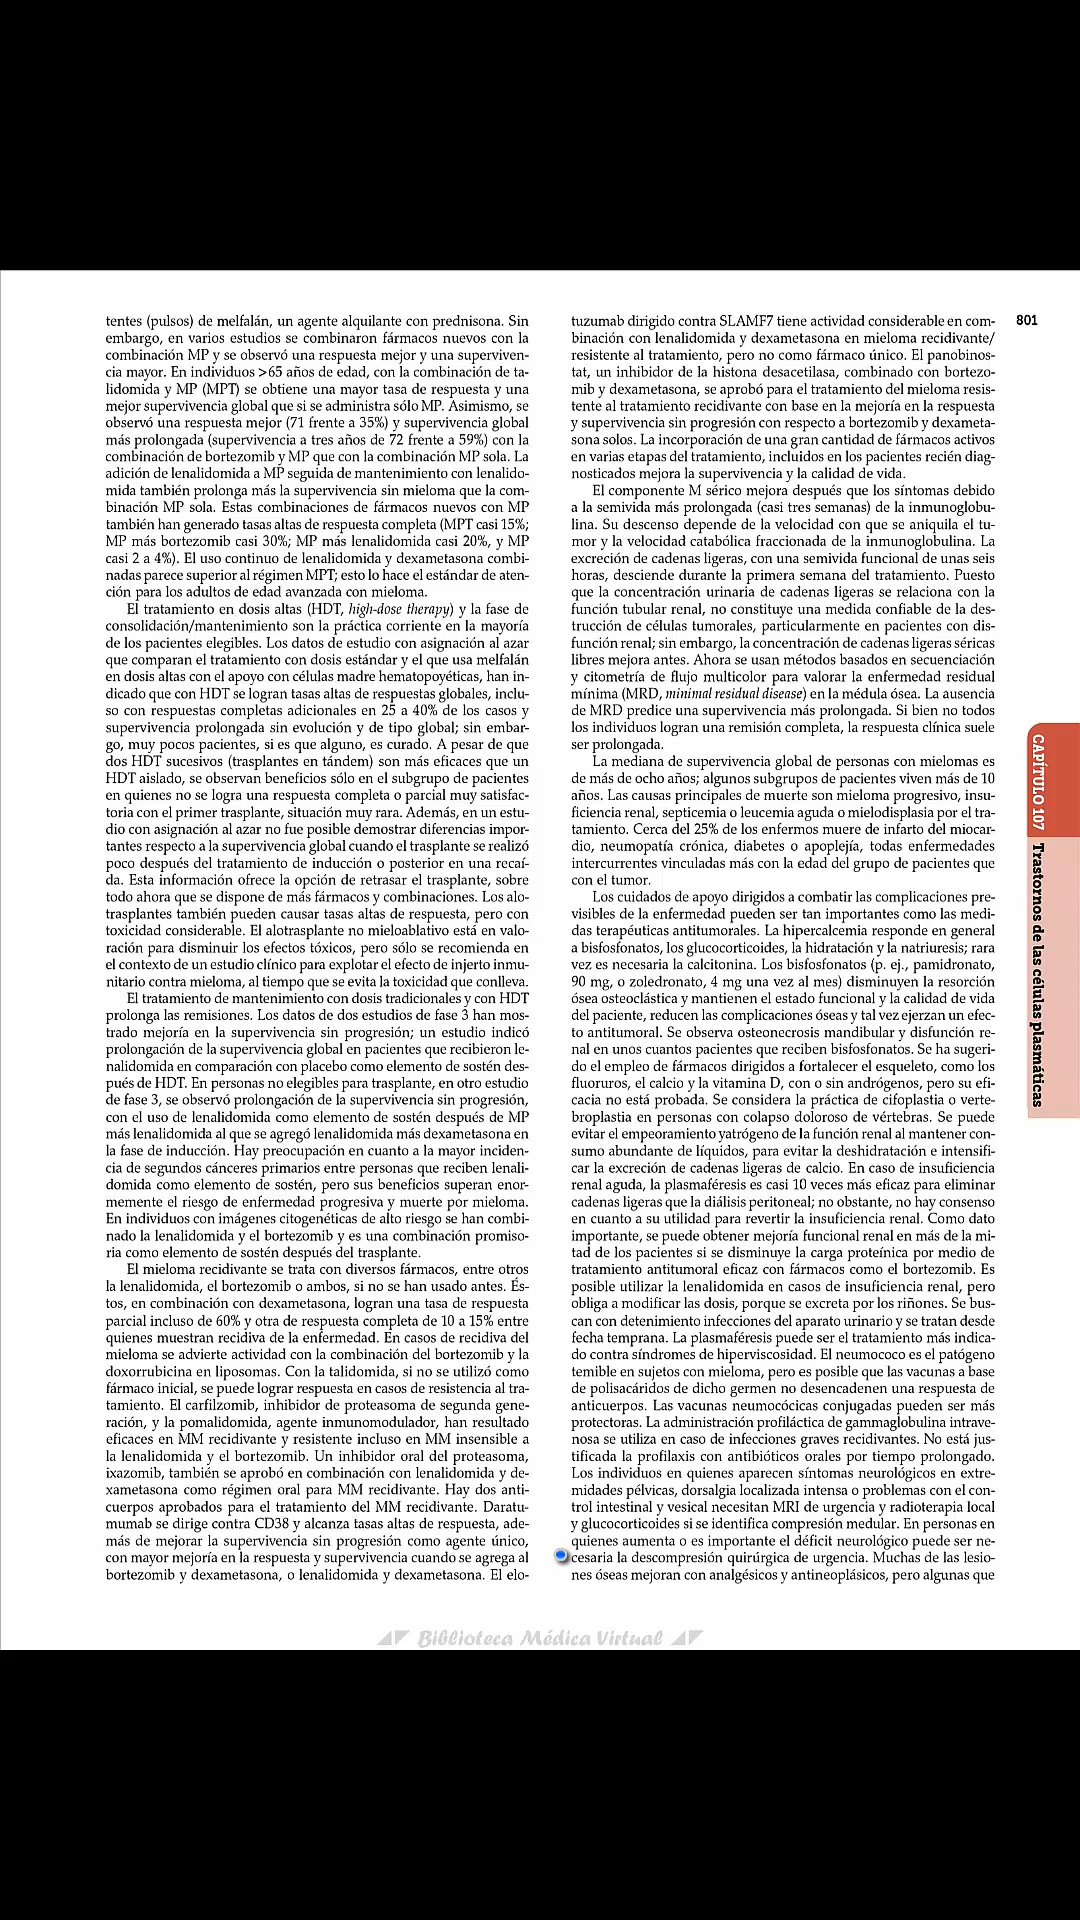 tentes (pulsos) de melfalán, un agente alquilante con prednisona. Sin
embargo, en varios estudios se combinaron fármacos nuevos con la
combinación MP y se observó una respuesta mejor y una superviven-
cia mayor. En individuos >65 años de edad, con la combinación de ta-
lidomida y MP (MPT) se obtiene una mayor tasa de respuesta y una
mejor supervivencia global que si se administra sólo MP. Asimismo, se
observó una respuesta mejor (71 frente a 35%) y supervivencia global
más prolongada (supervivencia a tres años de 72 frente a 59%) con la
combinación de bortezomib y MP que con la combinación MP sola. La
adición de lenalidomida a MP seguida de mantenimiento con lenalido-
mida también prolonga más la supervivencia sin mieloma que la com-
binación MP sola. Estas combinaciones de fármacos nuevos con MP
también han generado tasas altas de respuesta completa (MPT casi 15%;
MP más bortezomib casi 30%; MP más lenalidomida casi 20%, y MP
casi 2 a 4%). El uso continuo de lenalidomida y dexametasona combi-
nadas parece superior al régimen MPT; esto lo hace el estándar de aten-
ción para los adultos de edad avanzada con mieloma.
El tratamiento en dosis altas (HDT, high-dose therapy) y la fase de
consolidación/mantenimiento son la práctica corriente en la mayoría
de los pacientes elegibles. Los datos de estudio con asignación al azar
que comparan el tratamiento con dosis estándar y el que usa melfalán
en dosis altas con el apoyo con células madre hematopoyéticas, han in-
dicado que con HDT se logran tasas altas de respuestas globales, inclu-
so con respuestas completas adicionales en 25 a 40% de los casos y
supervivencia prolongada sin evolución y de tipo global; sin embar-
go, muy pocos pacientes, si es que alguno, es curado. A pesar de que
dos HDT sucesivos (trasplantes en tándem) son más eficaces que un
HDT aislado, se observan beneficios sólo en el subgrupo de pacientes
en quienes no se logra una respuesta completa o parcial muy satisfac-
toria con el primer trasplante, situación muy rara. Además, en un estu-
dio con asignación al azar no fue posible demostrar diferencias impor-
tantes respecto a la supervivencia global cuando el trasplante se realizó
poco después del tratamiento de inducción o posterior en una recaí-
da. Esta información ofrece la opción de retrasar el trasplante, sobre
todo ahora que se dispone de más fármacos y combinaciones. Los alo-
trasplantes también pueden causar tasas altas de respuesta, pero con
toxicidad considerable. El alotrasplante no mieloablativo está en valo-
ración para disminuir los efectos tóxicos, pero sólo se recomienda en
el contexto de un estudio clínico para explotar el efecto de injerto inmu-
nitario contra mieloma, al tiempo que se evita la toxicidad que conlleva.
El tratamiento de mantenimiento con dosis tradicionales y con HDT
prolonga las remisiones. Los datos de dos estudios de fase 3 han mos-
trado mejoría en la supervivencia sin progresión; un estudio indicó
prolongación de la supervivencia global en pacientes que recibieron le-
nalidomida en comparación con placebo como elemento de sostén des-
pués de HDT. En personas no elegibles para trasplante, en otro estudio
de fase 3, se observó prolongación de la supervivencia sin progresión,
con el uso de lenalidomida como elemento de sostén después de MP
más lenalidomida al que se agregó lenalidomida más dexametasona en
la fase de inducción. Hay preocupación en cuanto a la mayor inciden-
cia de segundos cánceres primarios entre personas que reciben lenali-
domida como elemento de sostén, pero sus beneficios superan enor-
memente el riesgo de enfermedad progresiva y muerte por mieloma.
En individuos con imágenes citogenéticas de alto riesgo se han combi-
nado la lenalidomida y el bortezomib y es una combinación promiso-
ria como elemento de sostén después del trasplante.
El mieloma recidivante se trata con diversos fármacos, entre otros
la lenalidomida, el bortezomib o ambos, si no se han usado antes. És-
tos, en combinación con dexametasona, logran una tasa de respuesta
parcial incluso de 60% y otra de respuesta completa de 10 a 15% entre
quienes muestran recidiva de la enfermedad. En casos de recidiva del
mieloma se advierte actividad con la combinación del bortezomib y la
doxorrubicina en liposomas. Con la talidomida, si no se utilizó como
fármaco inicial, se puede lograr respuesta en casos de resistencia al tra-
tamiento. El carfilzomib, inhibidor de proteasoma de segunda gene-
ración, y la pomalidomida, agente inmunomodulador, han resultado
eficaces en MM recidivante y resistente incluso en MM insensible a
la lenalidomida y el bortezomib. Un inhibidor oral del proteasoma,
ixazomib, también se aprobó en combinación con lenalidomida y de-
xametasona como régimen oral para MM recidivante. Hay dos anti-
cuerpos aprobados para el tratamiento del MM recidivante. Daratu-
mumab se dirige contra CD38 y alcanza tasas altas de respuesta, ade-
más de mejorar la supervivencia sin progresión como agente único,
con mayor mejoría en la respuesta y supervivencia cuando se agrega al
bortezomib y dexametasona, o lenalidomida y dexametasona. El elo-
tuzumab dirigido contra SLAMF7 tiene actividad considerable en com-
binación con lenalidomida y dexametasona en mieloma recidivante/
resistente al tratamiento, pero no como fármaco único. El panobinos-
tat, un inhibidor de la histona desacetilasa, combinado con bortezo-
mib y dexametasona, se aprobó para el tratamiento del mieloma resis-
tente al tratamiento recidivante con base en la mejoría en la respuesta
y supervivencia sin progresión con respecto a bortezomib y dexameta-
sona solos. La incorporación de una gran cantidad de fármacos activos
en varias etapas del tratamiento, incluidos en los pacientes recién diag-
nosticados mejora la supervivencia y la calidad de vida.
El componente M sérico mejora después que los síntomas debido
a la semivida más prolongada (casi tres semanas) de la inmunoglobu-
lina. Su descenso depende de la velocidad con que se aniquila el tu-
mor y la velocidad catabólica fraccionada de la inmunoglobulina. La
excreción de cadenas ligeras, con una semivida funcional de unas seis
horas, desciende durante la primera semana del tratamiento. Puesto
que la concentración urinaria de cadenas ligeras se relaciona con la
función tubular renal, no constituye una medida confiable de la des-
trucción de células tumorales, particularmente en pacientes con dis-
función renal; sin embargo, la concentración de cadenas ligeras séricas
libres mejora antes. Ahora se usan métodos basados en secuenciación
y citometría de flujo multicolor para valorar la enfermedad residual
mínima (MRD, minimal residual disease) en la médula ósea. La ausencia
de MRD predice una supervivencia más prolongada. Si bien no todos
los individuos logran una remisión completa, la respuesta clínica suele
ser prolongada.
La mediana de supervivencia global de personas con mielomas es
de más de ocho años; algunos subgrupos de pacientes viven más de 10
años. Las causas principales de muerte son mieloma progresivo, insu-
ficiencia renal, septicemia o leucemia aguda o mielodisplasia por el tra-
tamiento. Cerca del 25% de los enfermos muere de infarto del miocar-
dio, neumopatía crónica, diabetes o apoplejía, todas enfermedades
intercurrentes vinculadas más con la edad del grupo de pacientes que
con el tumor.
Los cuidados de apoyo dirigidos a combatir las complicaciones pre-
visibles de la enfermedad pueden ser tan importantes como las medi-
das terapéuticas antitumorales. La hipercalcemia responde en general
a bisfosfonatos, los glucocorticoides, la hidratación y la natriuresis; rara
vez es necesaria la calcitonina. Los bisfosfonatos (p. ej., pamidronato,
90 mg, o zoledronato, 4 mg una vez al mes) disminuyen la resorción
ósea osteoclástica y mantienen el estado funcional y la calidad de vida
del paciente, reducen las complicaciones óseas y tal vez ejerzan un efec-
to antitumoral. Se observa osteonecrosis mandibular y disfunción re-
nal en unos cuantos pacientes que reciben bisfosfonatos. Se ha sugeri-
do el empleo de fármacos dirigidos a fortalecer el esqueleto, como los
fluoruros, el calcio y la vitamina D, con o sin andrógenos, pero su efi-
cacia no está probada. Se considera la práctica de cifoplastia o verte-
broplastia en personas con colapso doloroso de vértebras. Se puede
evitar el empeoramiento yatrógeno de la función renal al mantener con-
sumo abundante de líquidos, para evitar la deshidratación e intensifi-
car la excreción de cadenas ligeras de calcio. En caso de insuficiencia
renal aguda, la plasmaféresis es casi 10 veces más eficaz para eliminar
cadenas ligeras que la diálisis peritoneal; no obstante, no hay consenso
en cuanto a su utilidad para revertir la insuficiencia renal. Como dato
importante, se puede obtener mejoría funcional renal en más de la mi-
tad de los pacientes si se disminuye la carga proteínica por medio de
tratamiento antitumoral eficaz con fármacos como el bortezomib. Es
posible utilizar la lenalidomida en casos de insuficiencia renal, pero
obliga a modificar las dosis, porque se excreta por los riñones. Se bus-
can con detenimiento infecciones del aparato urinario y se tratan desde
fecha temprana. La plasmaféresis puede ser el tratamiento más indica-
do contra síndromes de hiperviscosidad. El neumococo es el patógeno
temible en sujetos con mieloma, pero es posible que las vacunas a base
de polisacáridos de dicho germen no desencadenen una respuesta de
anticuerpos. Las vacunas neumocócicas conjugadas pueden ser más
protectoras. La administración profiláctica de gammaglobulina intrave-
nosa se utiliza en caso de infecciones graves recidivantes. No está jus-
tificada la profilaxis con antibióticos orales por tiempo prolongado.
Los individuos en quienes aparecen síntomas neurológicos en extre-
midades pélvicas, dorsalgia localizada intensa o problemas con el con-
trol intestinal y vesical necesitan MRI de urgencia y radioterapia local
y glucocorticoides si se identifica compresión medular. En personas en
quienes aumenta o es importante el déficit neurológico puede ser ne-
cesaria la descompresión quirúrgica de urgencia. Muchas de las lesio-
nes óseas mejoran con analgésicos y antineoplásicos, pero algunas que
801
CAPÍTULO 107 Trastornos de las células plasmáticas
Biblioteca Médica Virtual